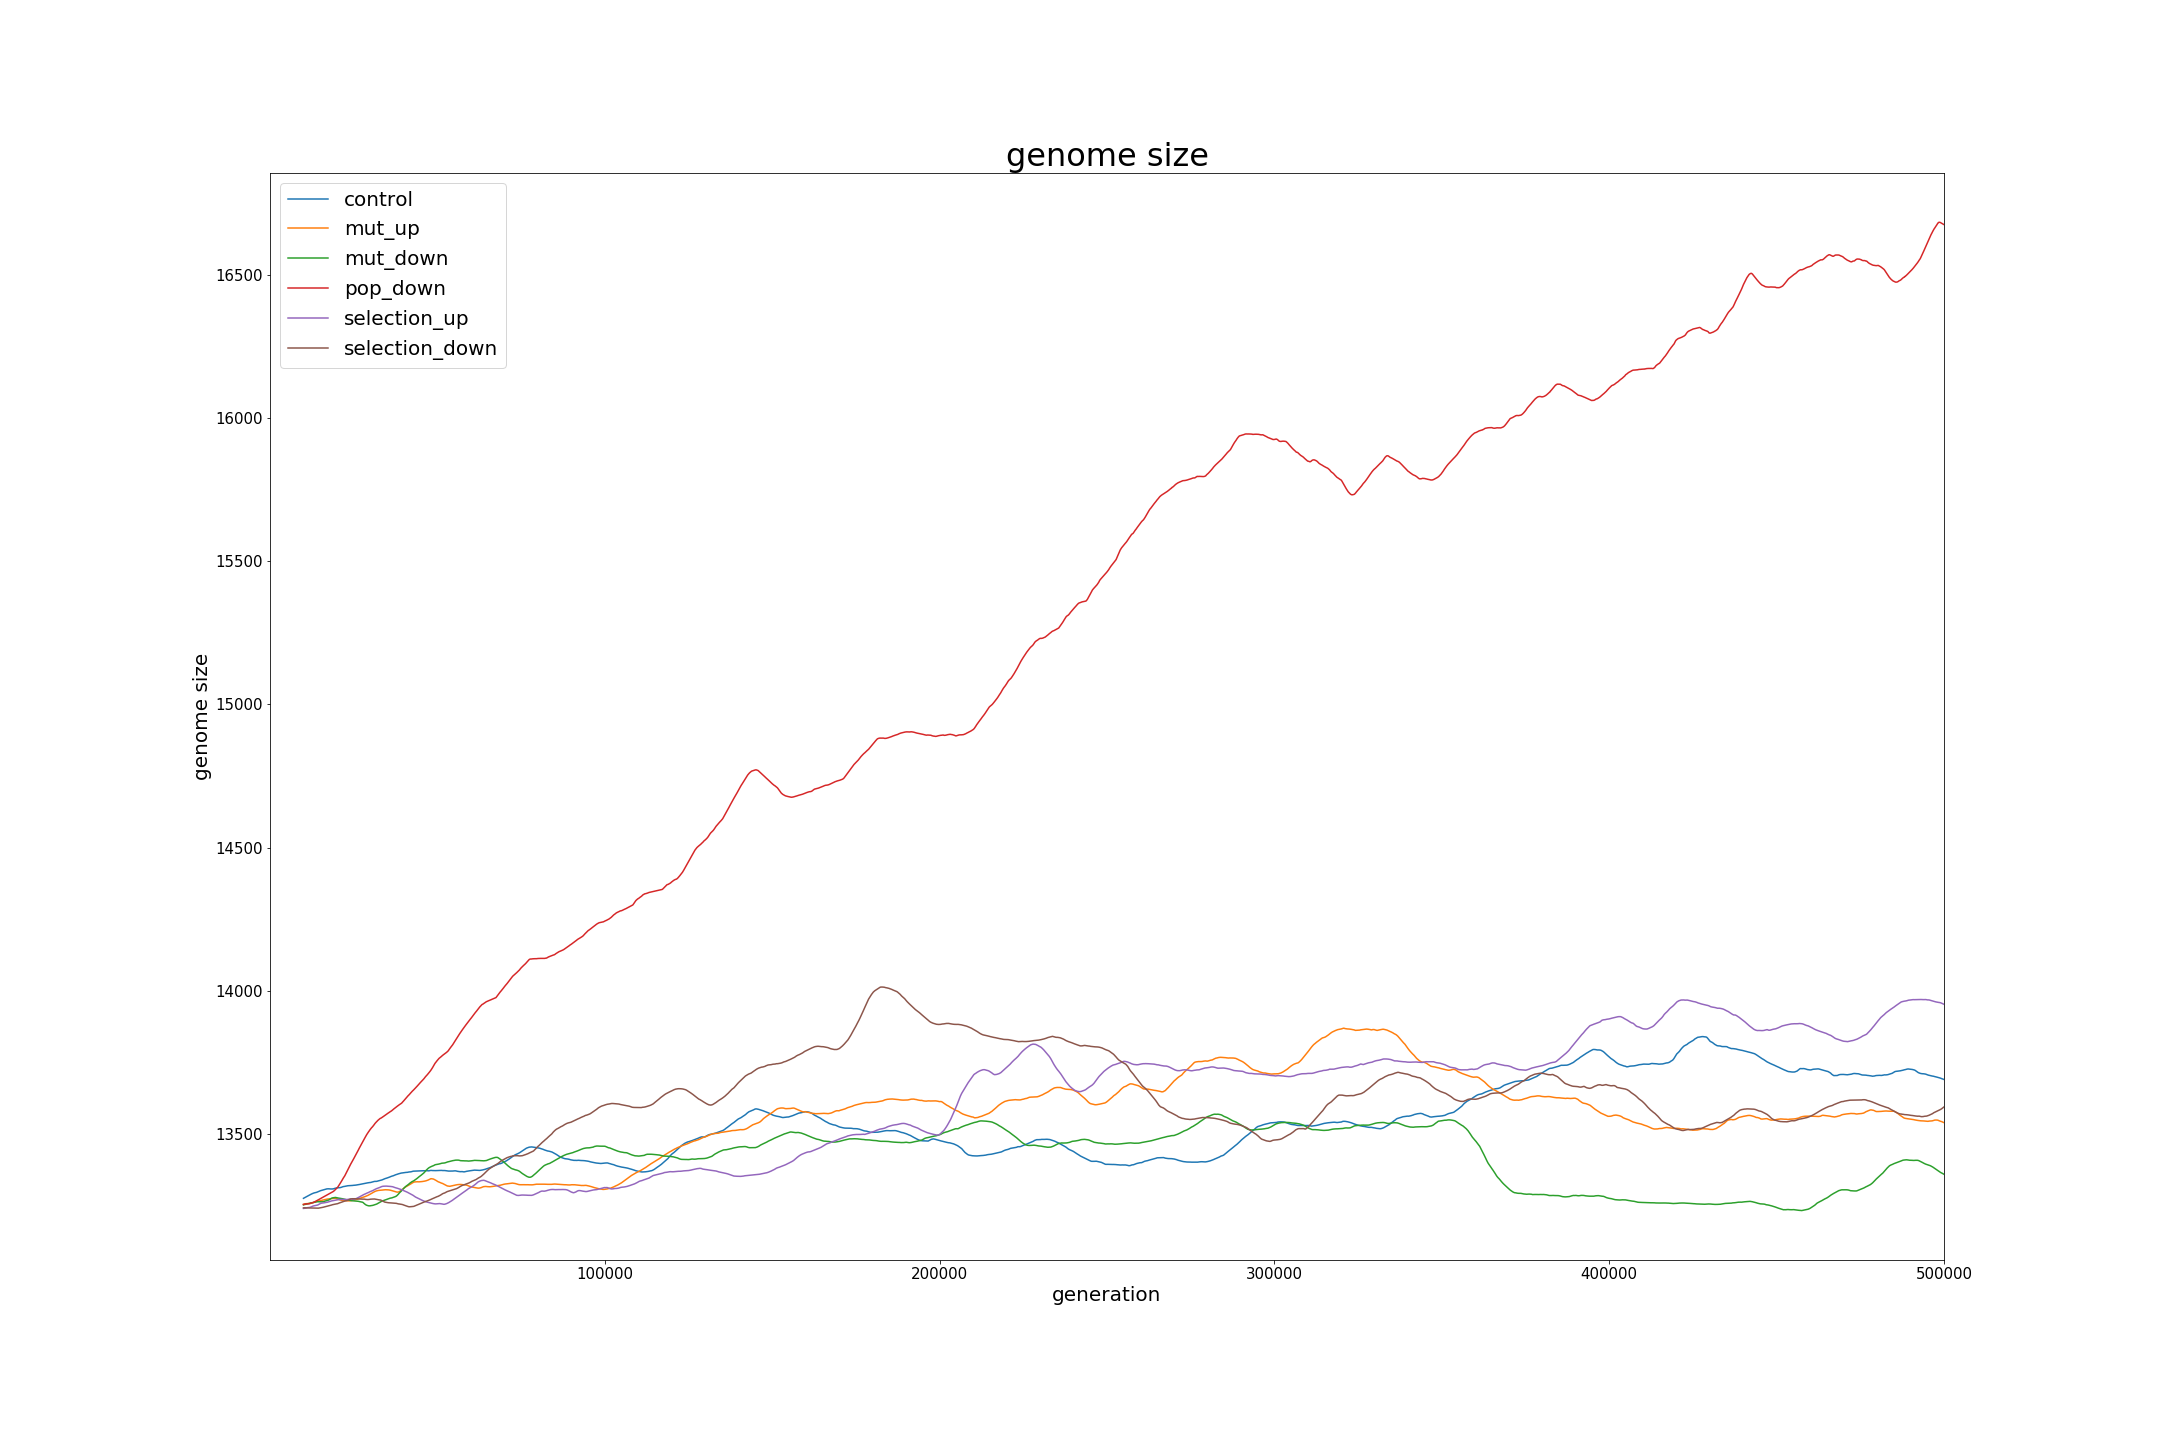 genome size
control
mut_up
mut_down
pop_down
selection_up
selection_down
16500
16000
15500
15000
14500
14000
13500
genome size
100000
200000
300000
400000
500000
generation